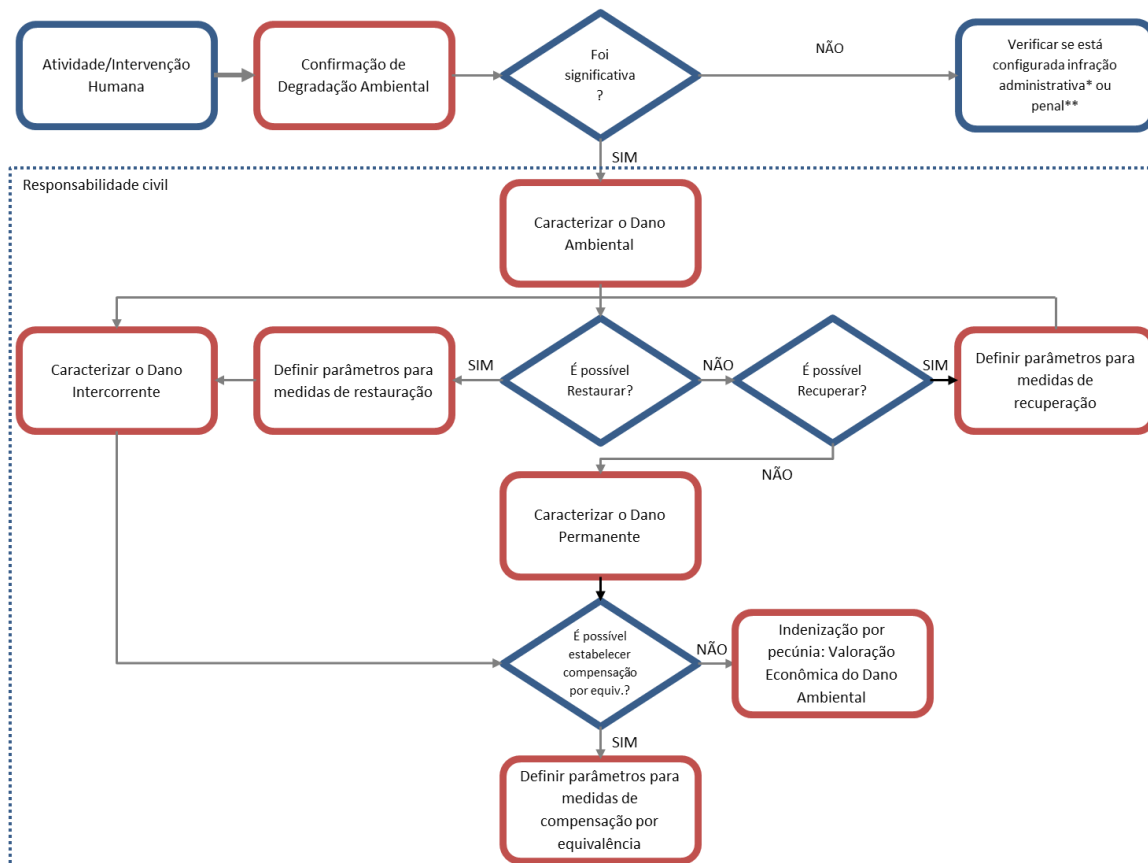 Atividade/Intervenção
Humana
Confirmação de
Degradação Ambiental
Foi
significativa
?
NÃO
Verificar se está
configurada infração
administrativa* ou
penal**
SIM
Responsabilidade civil
Caracterizar o Dano
Ambiental
Caracterizar o Dano
Intercorrente
Definir parâmetros para
medidas de restauração
SIM
É possível
Restaurar?
NÃO
É possível
Recuperar?
SIM
Definir parâmetros para
medidas de
recuperação
NÃO
Caracterizar o Dano
Permanente
É possível
estabelecer
compensação
por equiv.?
NÃO
Indenização por
pecúnia: Valoração
Econômica do Dano
Ambiental
SIM
Definir parâmetros para
medidas de
compensação por
equivalência